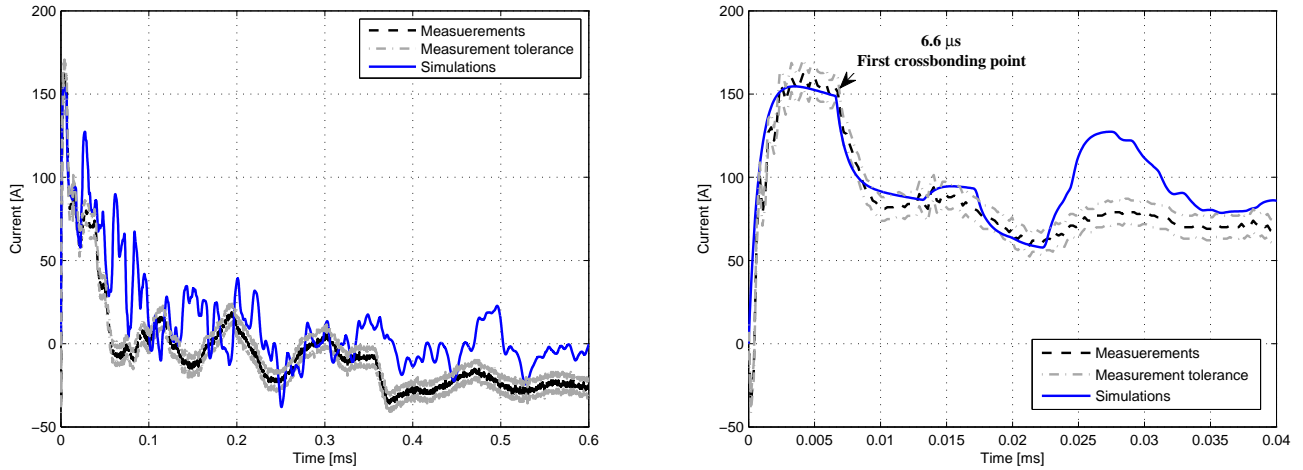 200
150
100
50
0
−50
Current [A]
0
0.1
0.2
0.3
0.4
0.5
0.6
Time [ms]
Measuerements
Measurement tolerance
Simulations
200
150
100
50
0
−50
Current [A]
0
0.005
0.01
0.015
0.02
0.025
0.03
0.035
0.04
Time [ms]
6.6 μs
First crossbonding point
Measuerements
Measurement tolerance
Simulations